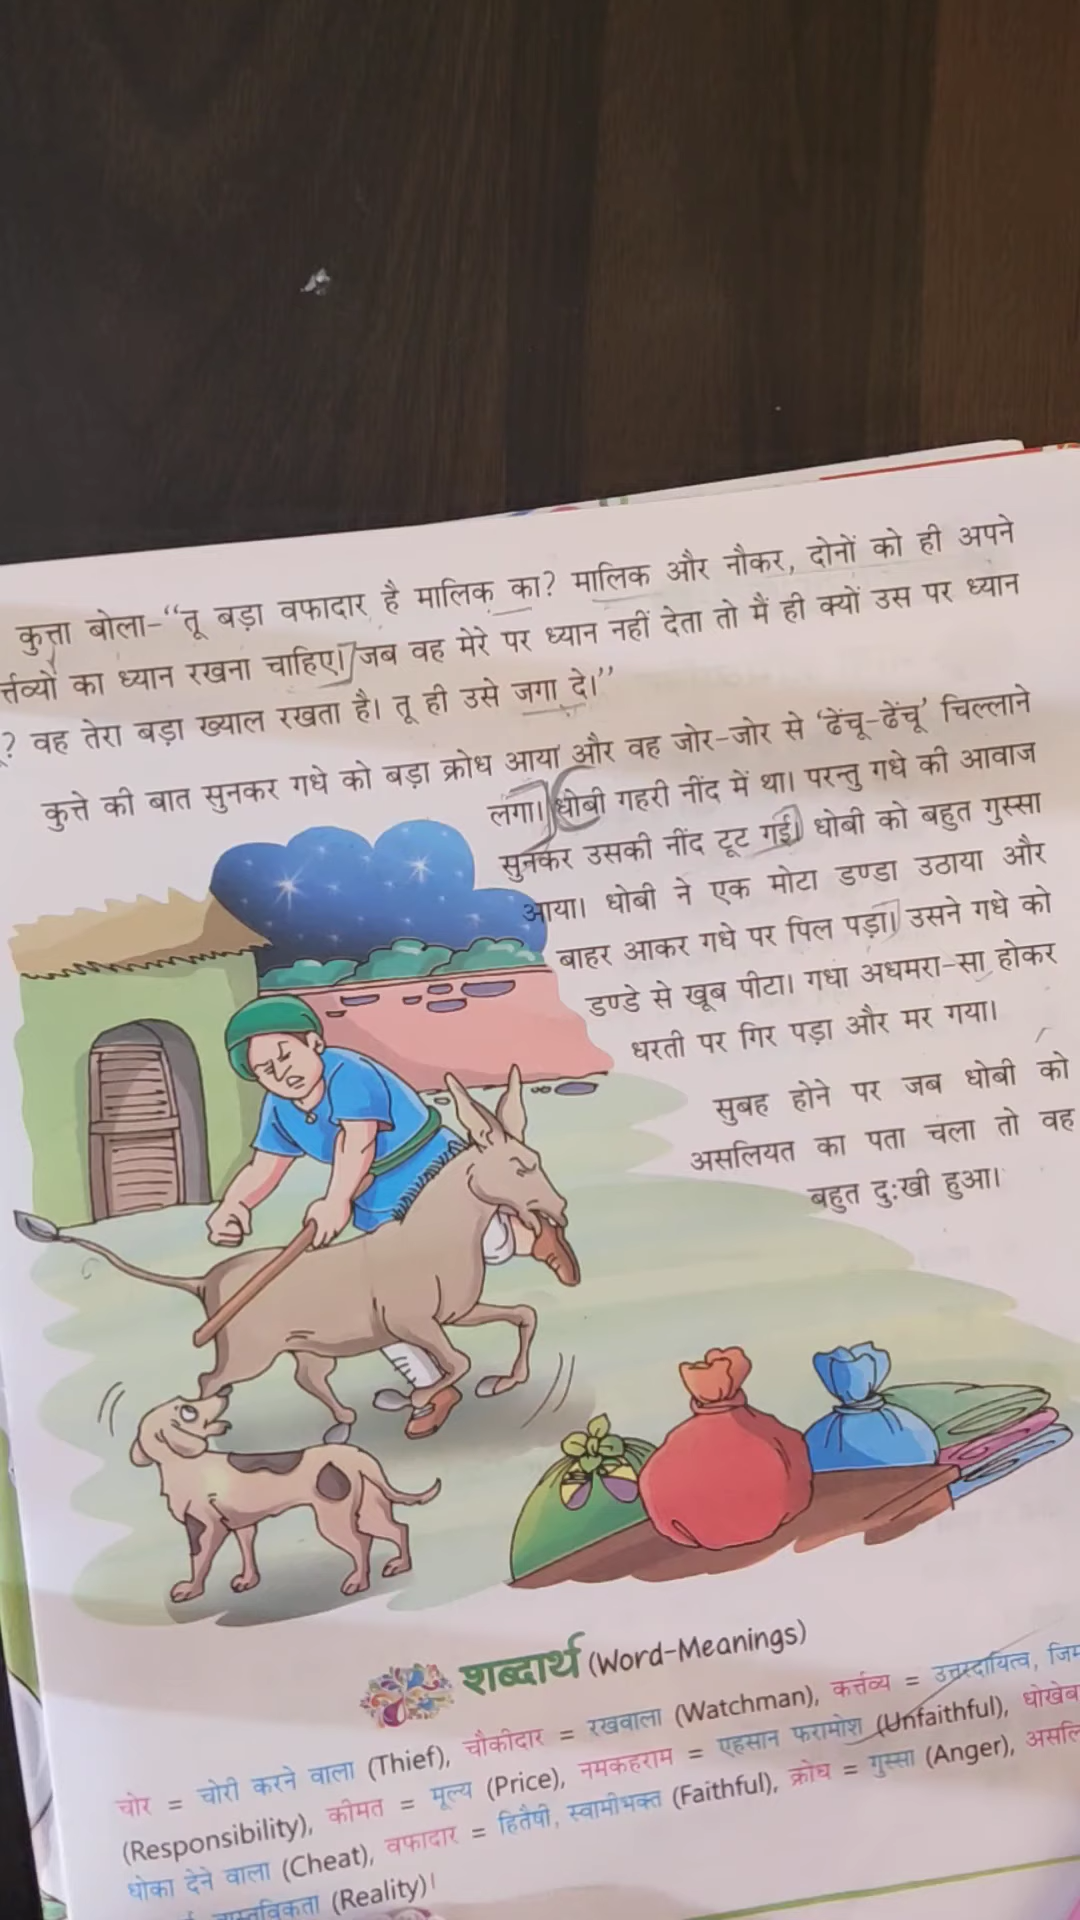 कुत्ता बोला-“तू बड़ा वफादार है मालिक का? मालिक और नौकर, दोनों को ही अपने
र्त्तव्यों का ध्यान रखना चाहिए। जब वह मेरे पर ध्यान नहीं देता तो मैं ही क्यों उस पर ध्यान
? वह तेरा बड़ा ख्याल रखता है। तू ही उसे जगा दे।”
कुत्ते की बात सुनकर गधे को बड़ा क्रोध आया और वह जोर-जोर से ‘ढेंचू-ढेंचू’ चिल्लाने
लगा। धोबी गहरी नींद में था। परन्तु गधे की आवाज
सुनकर उसकी नींद टूट गई। धोबी को बहुत गुस्सा
आया। धोबी ने एक मोटा डण्डा उठाया और
बाहर आकर गधे पर पिल पड़ा। उसने गधे को
डण्डे से खूब पीटा। गधा अधमरा-सा होकर
धरती पर गिर पड़ा और मर गया।
सुबह होने पर जब धोबी को
असलियत का पता चला तो वह
बहुत दुःखी हुआ।
शब्दार्थ (Word-Meanings)
चोर = चोरी करने वाला (Thief), चौकीदार = रखवाला (Watchman), कर्त्तव्य = उत्तरदायित्व,
(Responsibility), कीमत = मूल्य (Price), नमकहराम = एहसान फरामोश (Unfaithful),
धोका देने वाला (Cheat), वफादार = हितैषी, स्वामीभक्त (Faithful), क्रोध = गुस्सा (Anger),
वास्तविकता (Reality)।